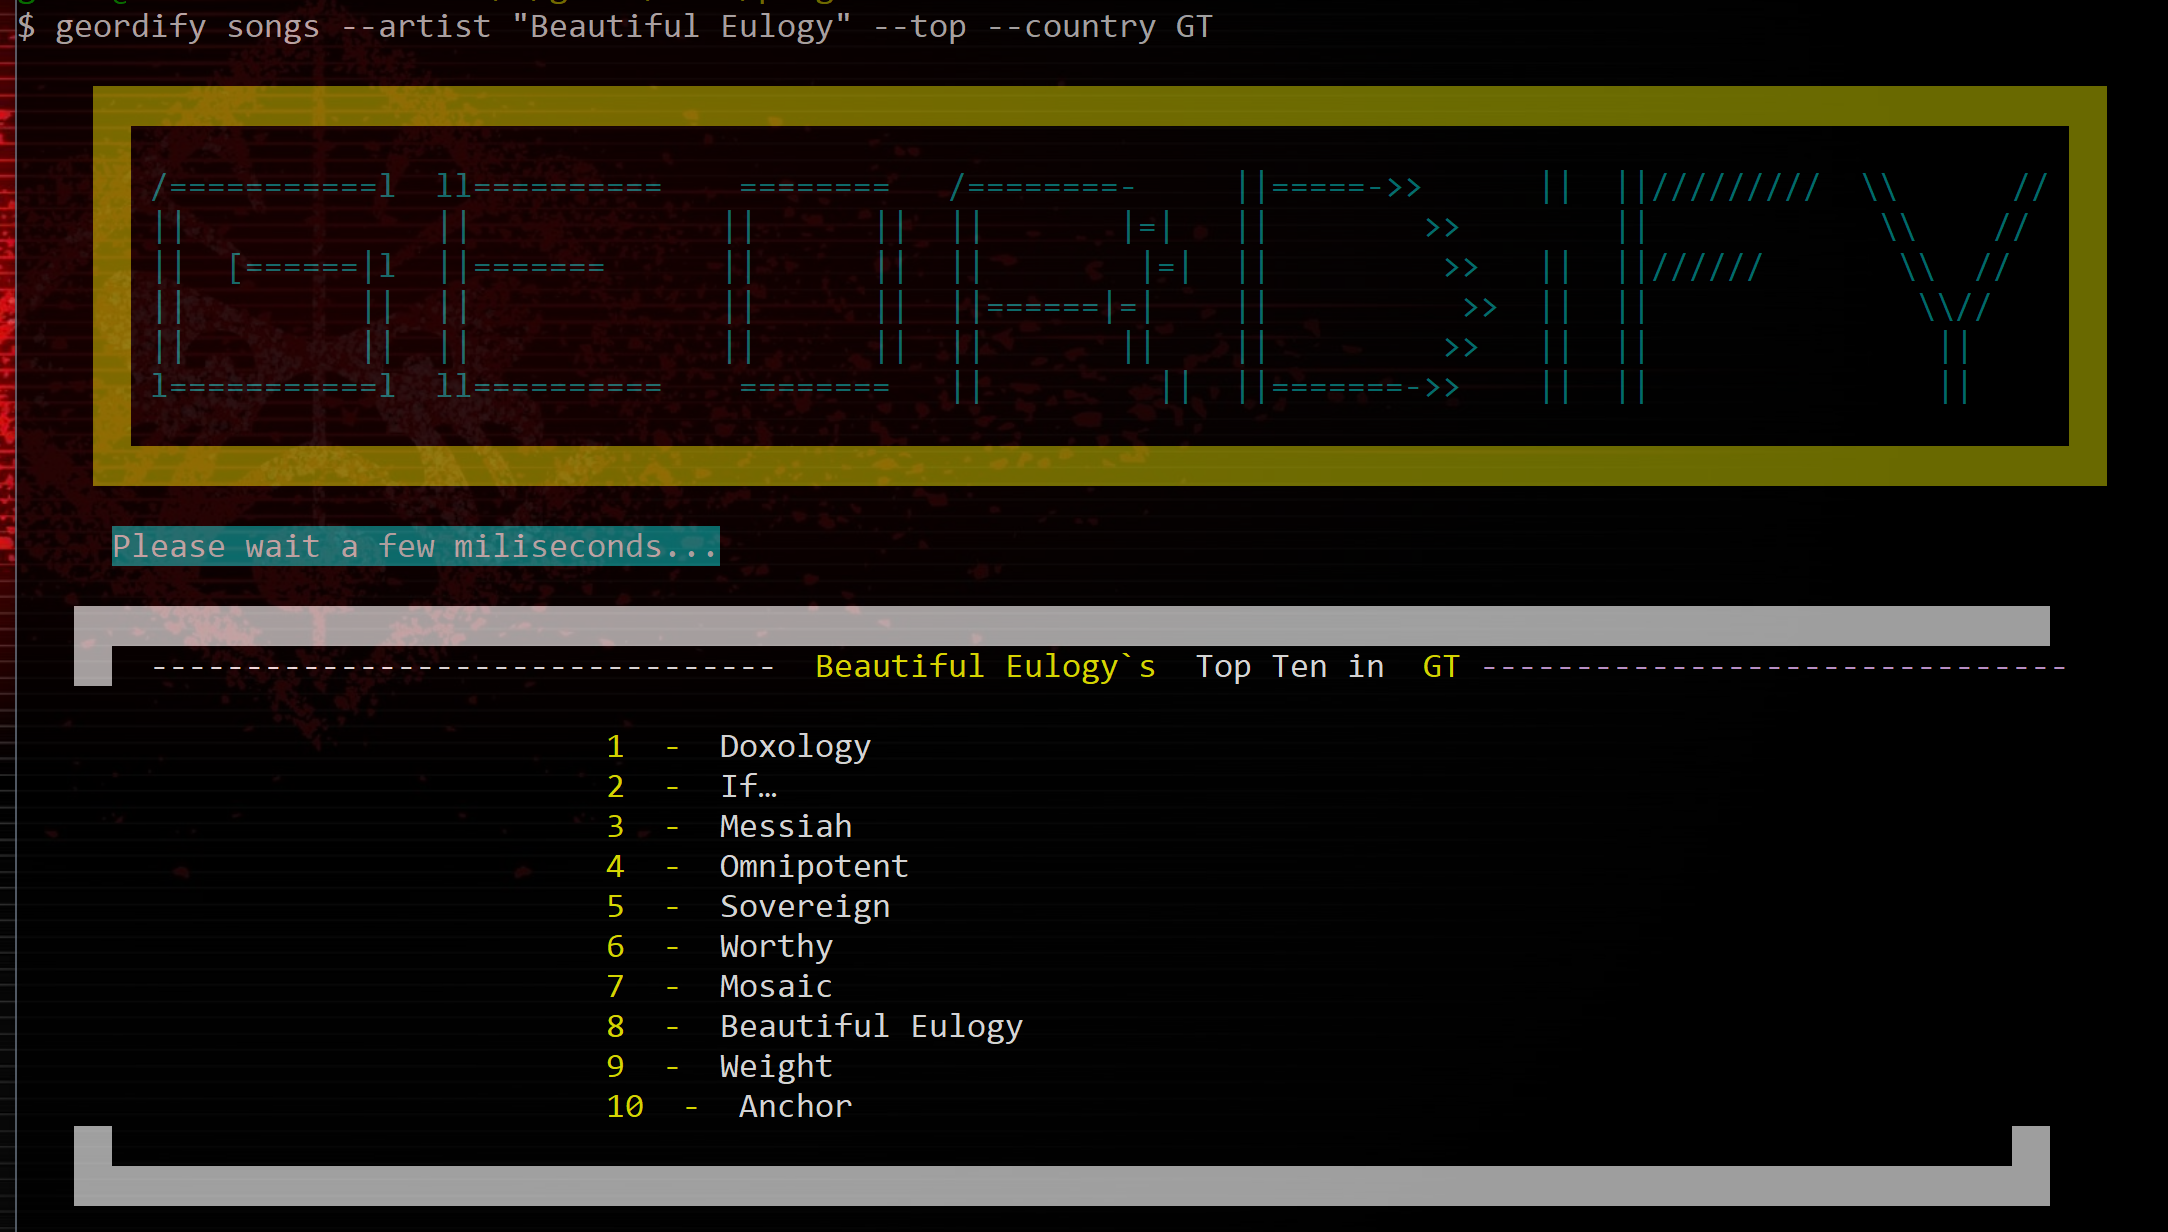 $ geordify songs --artist "Beautiful Eulogy" --top --country GT
GEORDIFY
Please wait a few miliseconds...
--------------------------------- Beautiful Eulogy`s Top Ten in GT -------------------------------
1 - Doxology
2 - If…
3 - Messiah
4 - Omnipotent
5 - Sovereign
6 - Worthy
7 - Mosaic
8 - Beautiful Eulogy
9 - Weight
10 - Anchor